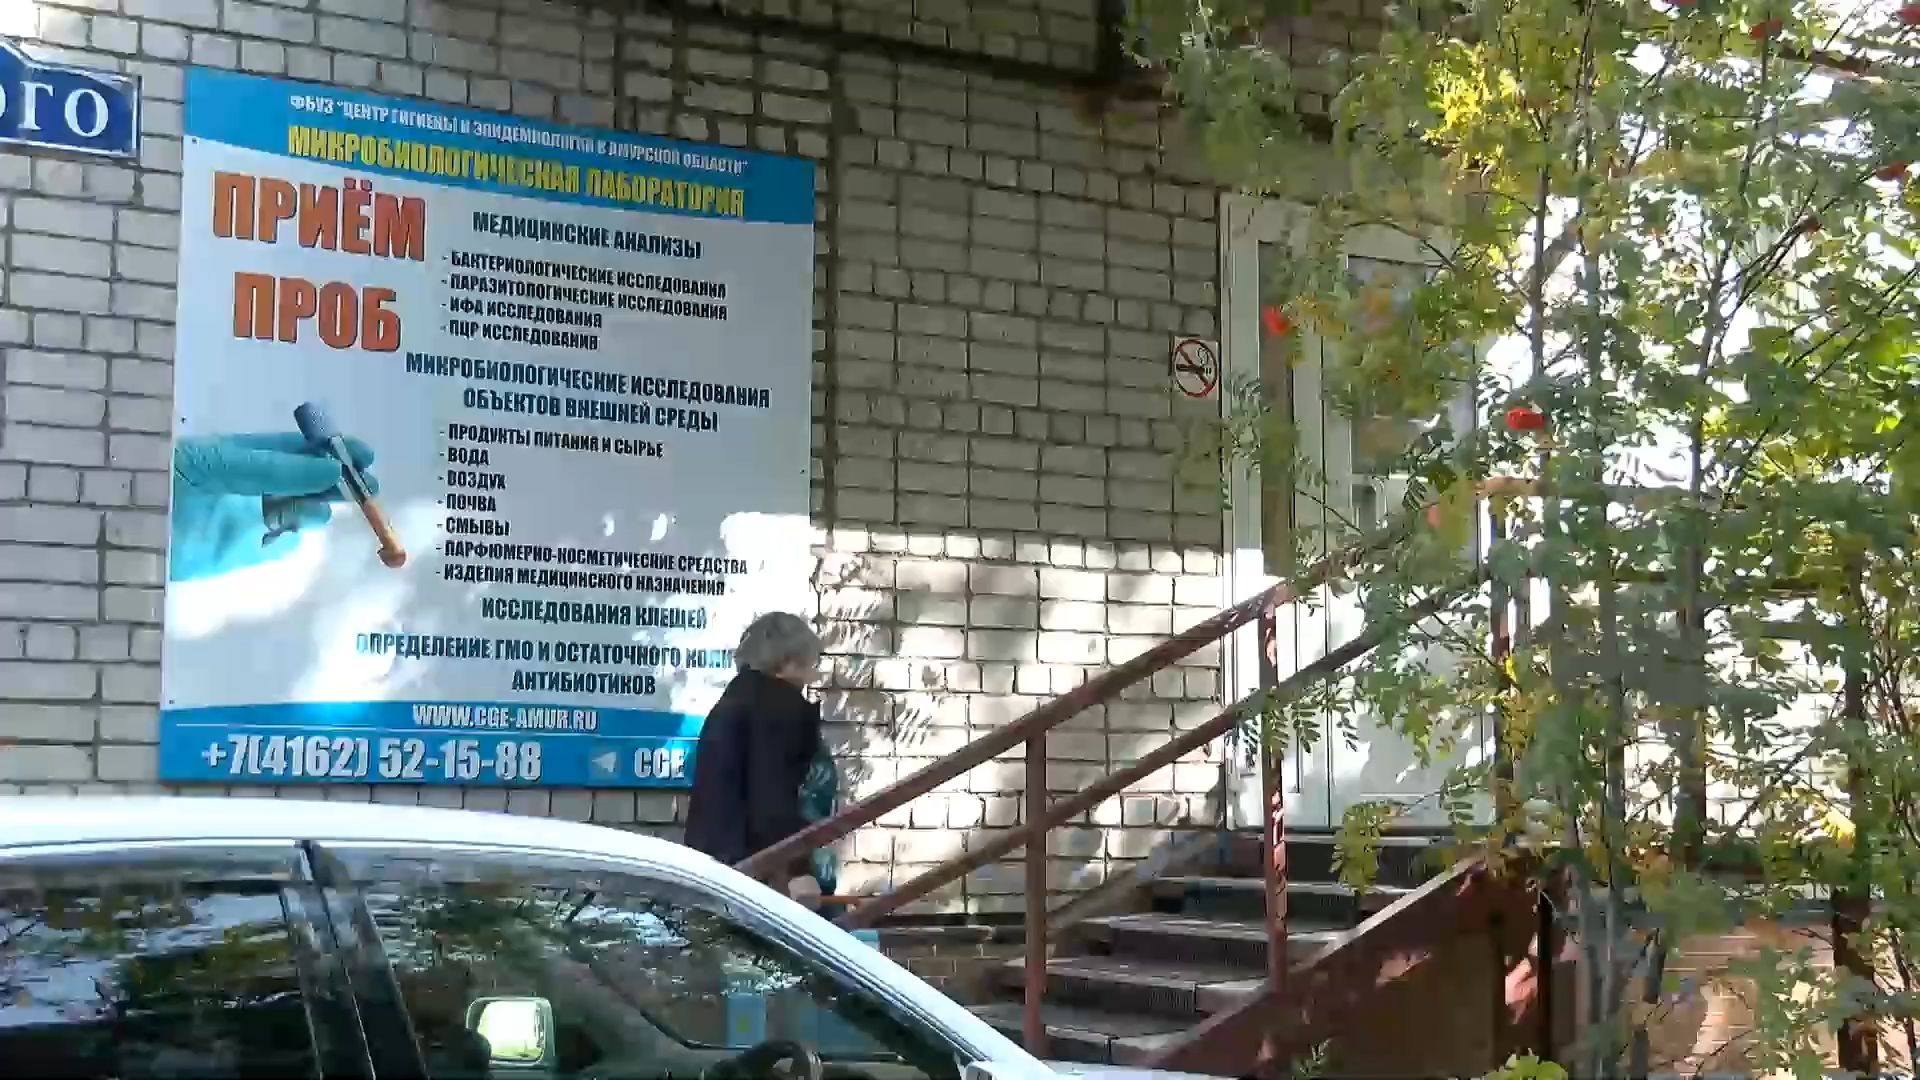 ОГО
ФБУЗ "ЦЕНТР ГИГИЕНЫ И ЭПИДЕМИОЛОГИИ В АМУРСКОЙ ОБЛАСТИ"
МИКРОБИОЛОГИЧЕСКАЯ ЛАБОРАТОРИЯ
ПРИЁМ
ПРОБ
МЕДИЦИНСКИЕ АНАЛИЗЫ
- БАКТЕРИОЛОГИЧЕСКИЕ ИССЛЕДОВАНИЯ
- ПАРАЗИТОЛОГИЧЕСКИЕ ИССЛЕДОВАНИЯ
- ИФА ИССЛЕДОВАНИЯ
- ПЦР ИССЛЕДОВАНИЯ
МИКРОБИОЛОГИЧЕСКИЕ ИССЛЕДОВАНИЯ
ОБЪЕКТОВ ВНЕШНЕЙ СРЕДЫ
- ПРОДУКТЫ ПИТАНИЯ И СЫРЬЕ
- ВОДА
- ВОЗДУХ
- ПОЧВА
- СМЫВЫ
- ПАРФЮМЕРНО-КОСМЕТИЧЕСКИЕ СРЕДСТВА
- ИЗДЕЛИЯ МЕДИЦИНСКОГО НАЗНАЧЕНИЯ
ИССЛЕДОВАНИЯ КЛЕЩЕЙ
ОПРЕДЕЛЕНИЕ ГМО И ОСТАТОЧНОГО КОЛИ
АНТИБИОТИКОВ
WWW.CGE-AMUR.RU
+7(4162) 52-15-88 CGE